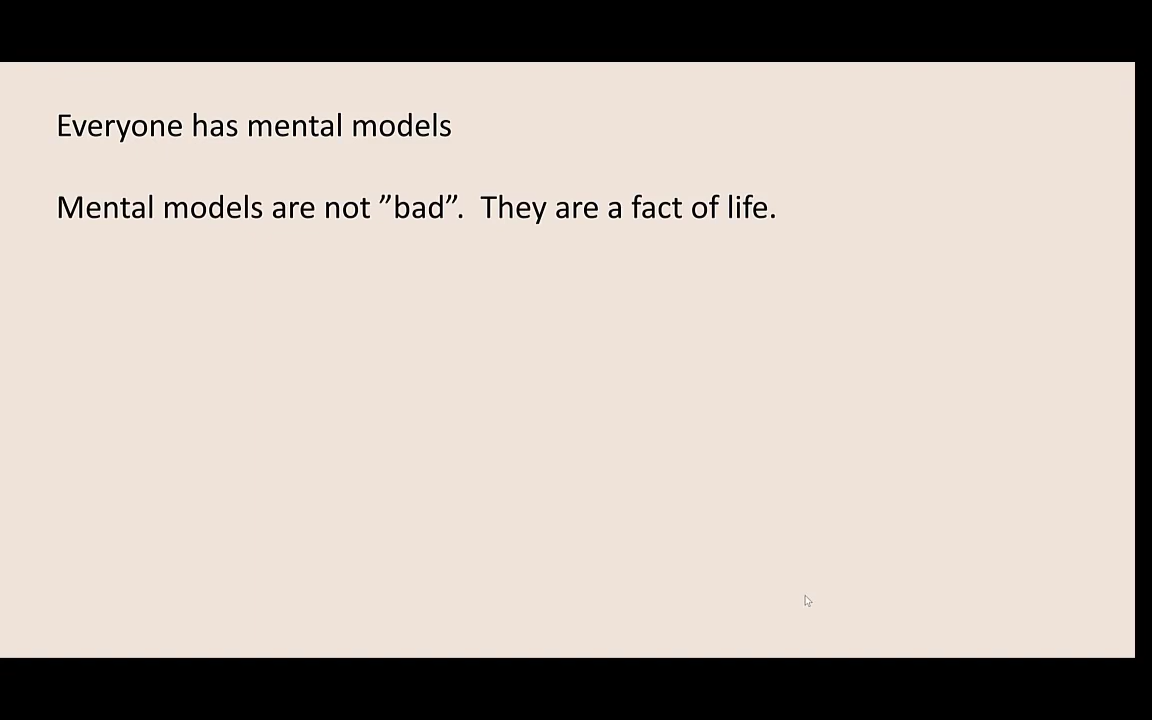 Everyone has mental models
Mental models are not ”bad”.  They are a fact of life.